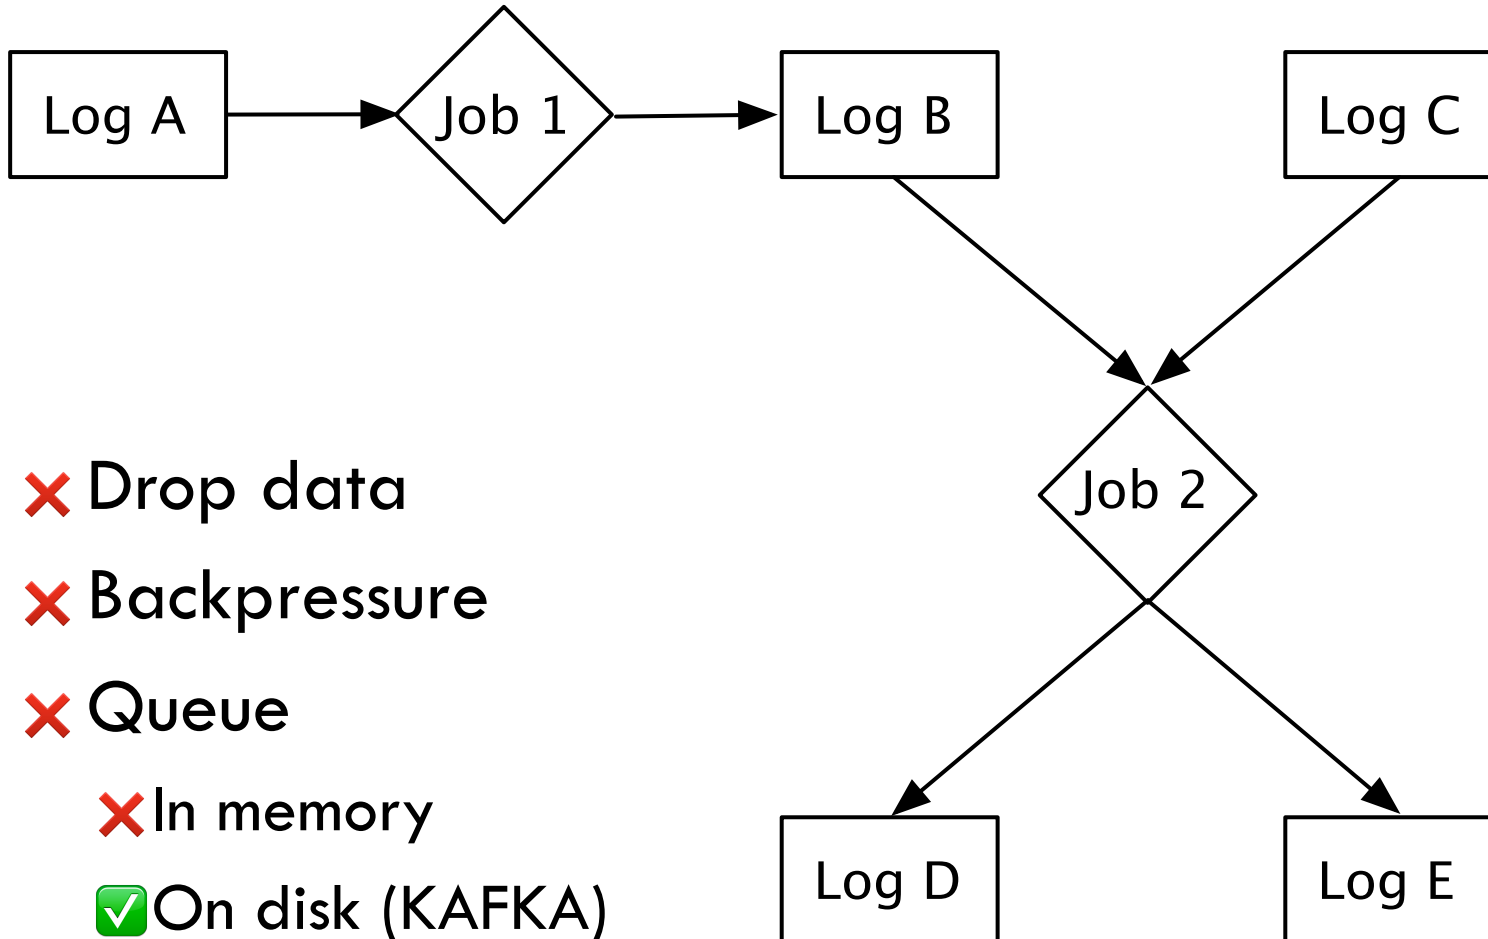 Log A
Job 1
Log B
Log C
Job 2
❌ Drop data
❌ Backpressure
❌ Queue
❌ In memory
✅ On disk (KAFKA)
Log D
Log E